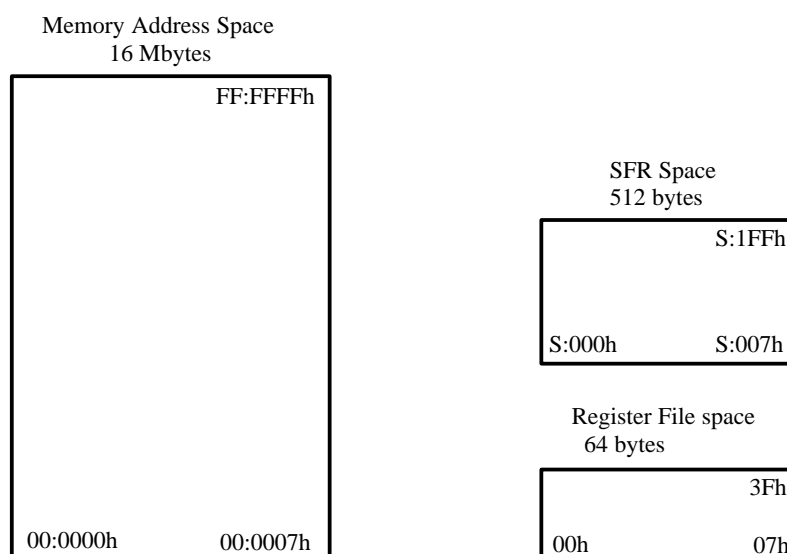 Memory Address Space
16 Mbytes
FF:FFFFh
00:0000h 00:0007h
SFR Space
512 bytes
S:1FFh
S:000h S:007h
Register File space
64 bytes
3Fh
00h 07h